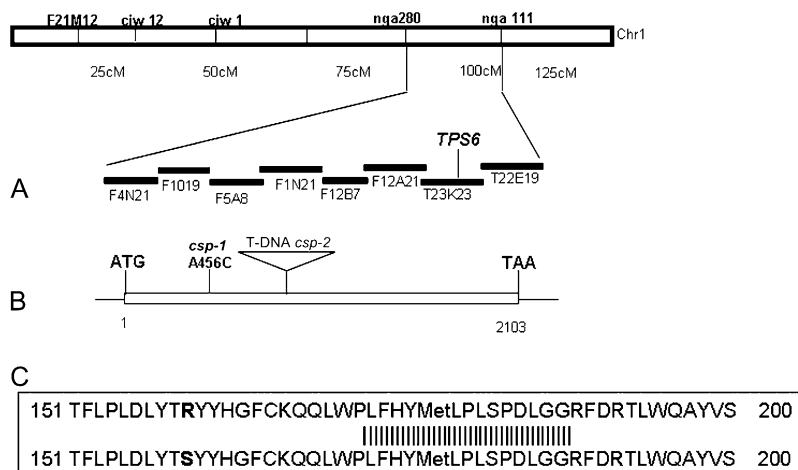 F21M12 ciw 12 ciw 1 nga280 nga 111
Chr1
25cM 50cM 75cM 100cM 125cM
TPS6
A
F4N21 F1019 F5A8 F1N21 F12B7 F12A21 T23K23 T22E19
csp-1 T-DNA csp-2
ATG A456C TAA
B
1 2103
C
151 TFLPLDLYTRYYHGFCKQQLWPLFHYMetLPLSPDLGGRFDRTLWQAYVS 200
151 TFLPLDLYTSYYHGFCKQQLWPLFHYMetLPLSPDLGGRFDRTLWQAYVS 200